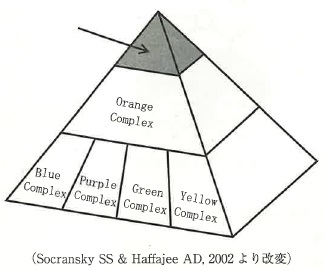 Orange
Complex
Blue
Complex
Purple
Complex
Green
Complex
Yellow
Complex
(Socransky SS & Haffajee AD, 2002 より改変)